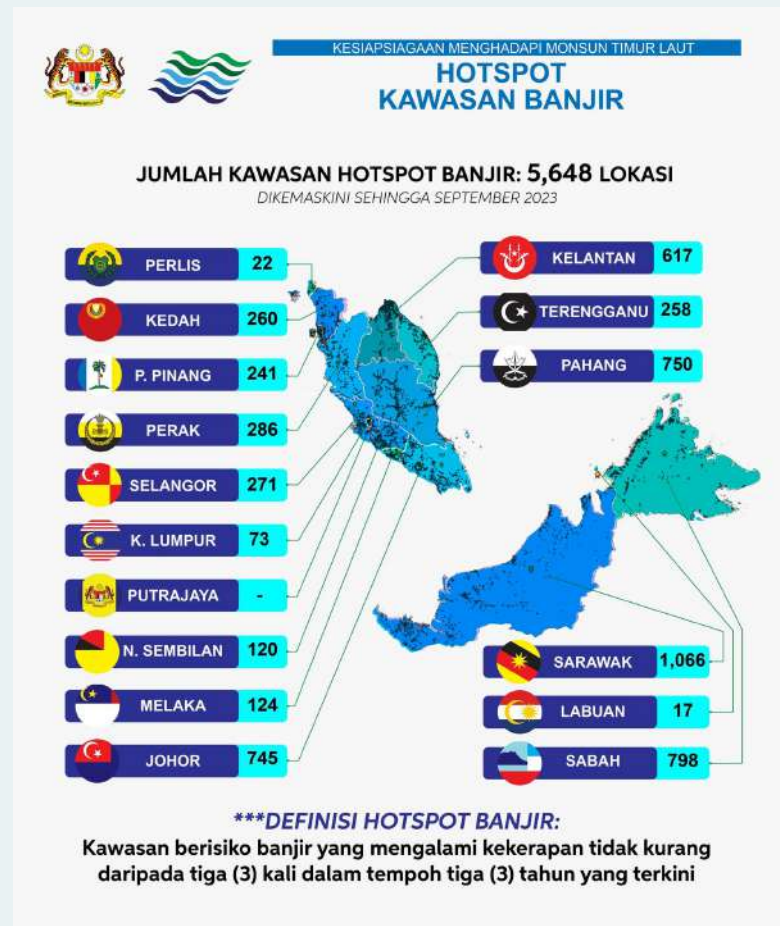 KESIAPSIAGAAN MENGHADAPI MONSUN TIMUR LAUT
HOTSPOT
KAWASAN BANJIR
JUMLAH KAWASAN HOTSPOT BANJIR: 5,648 LOKASI
DIKEMASKINI SEHINGGA SEPTEMBER 2023
PERLIS 22
KEDAH 260
P. PINANG 241
PERAK 286
SELANGOR 271
K. LUMPUR 73
PUTRAJAYA -
N. SEMBILAN 120
MELAKA 124
JOHOR 745
KELANTAN 617
TERENGGANU 258
PAHANG 750
SARAWAK 1,066
LABUAN 17
SABAH 798
***DEFINISI HOTSPOT BANJIR:
Kawasan berisiko banjir yang mengalami kekerapan tidak kurang
daripada tiga (3) kali dalam tempoh tiga (3) tahun yang terkini